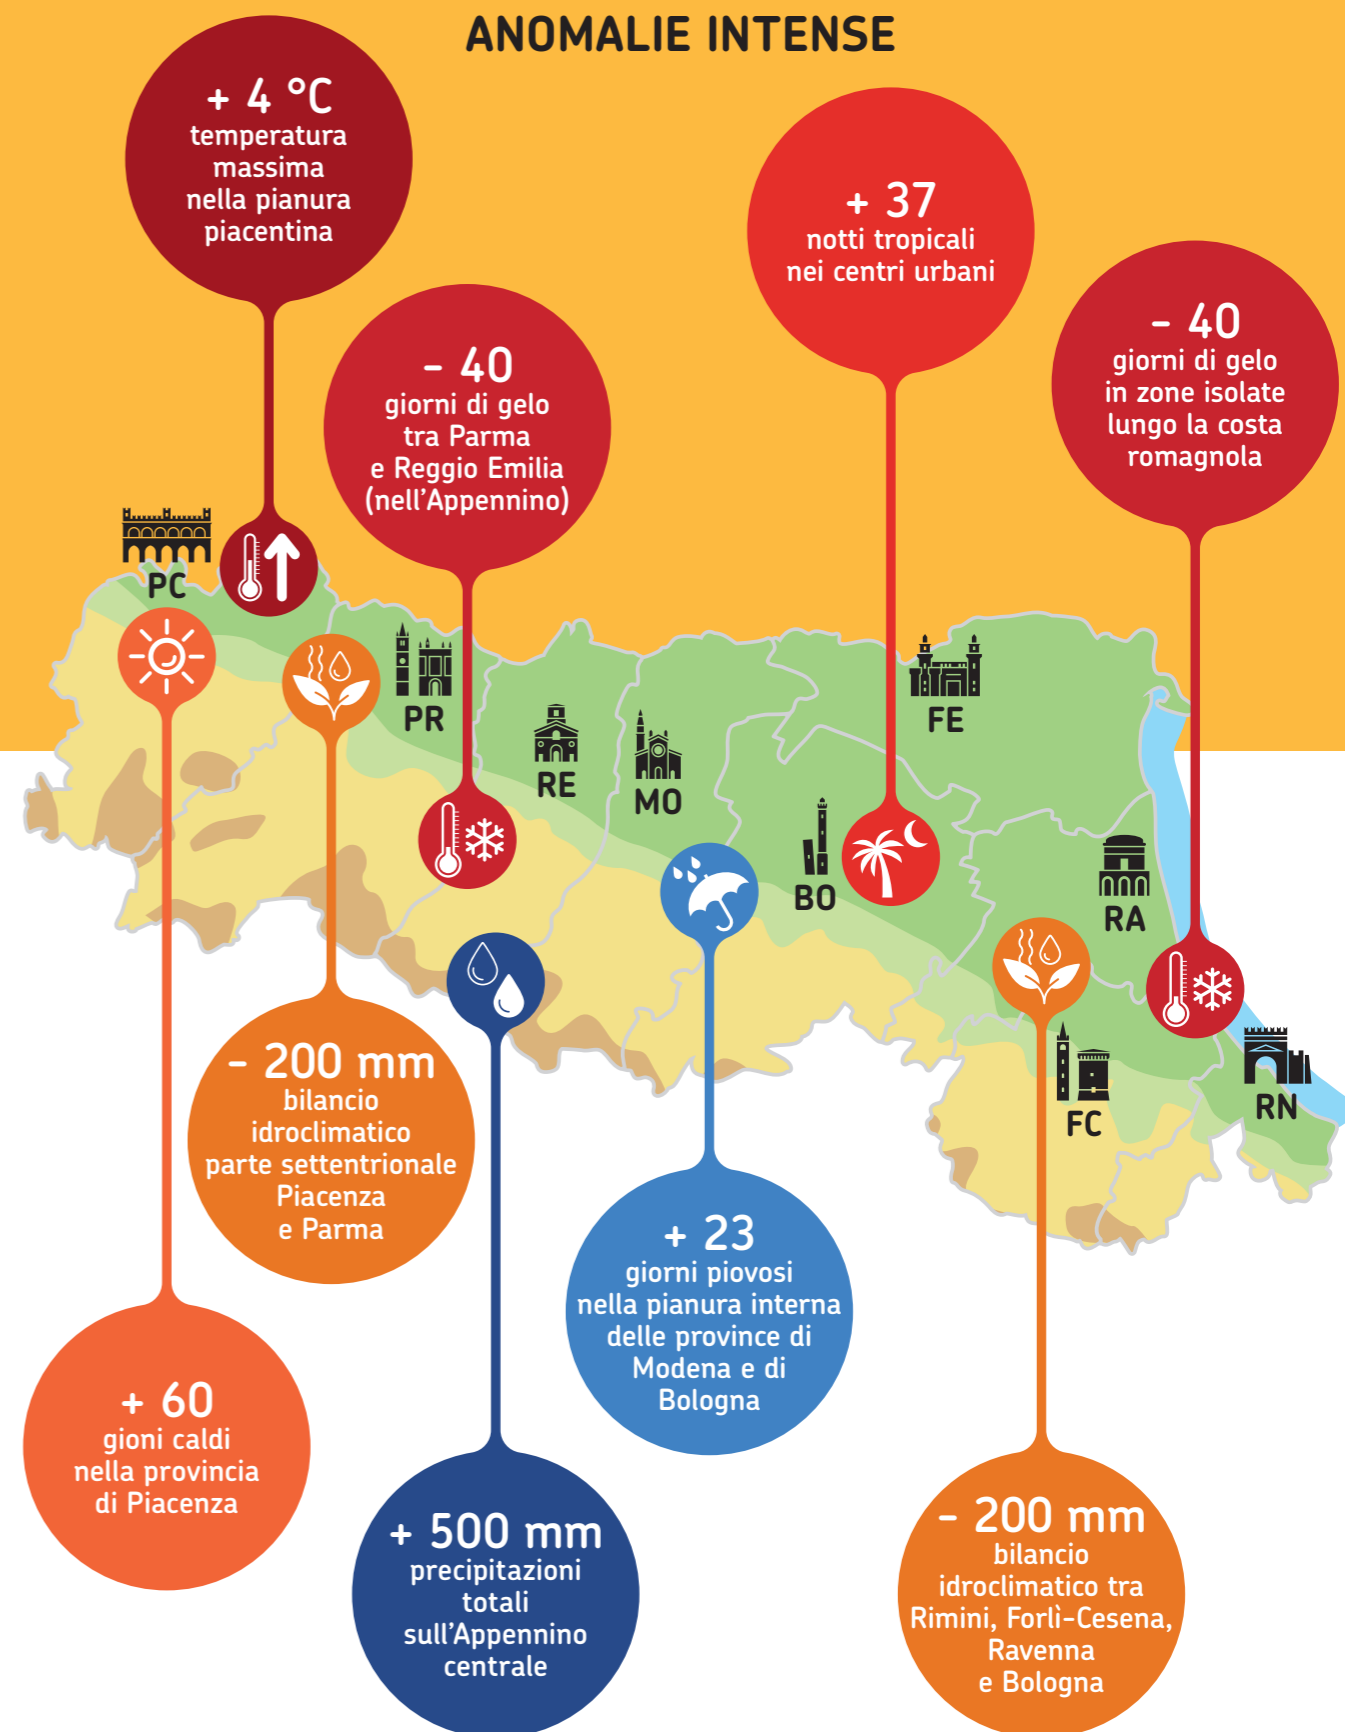 ANOMALIE INTENSE
+ 4 °C
temperatura
massima
nella pianura
piacentina
+ 37
notti tropicali
nei centri urbani
- 40
giorni di gelo
tra Parma
e Reggio Emilia
(nell'Appennino)
- 40
giorni di gelo
in zone isolate
lungo la costa
romagnola
PC
PR
RE
MO
BO
FE
RA
FC
RN
- 200 mm
bilancio
idroclimatico
parte settentrionale
Piacenza
e Parma
+ 23
giorni piovosi
nella pianura interna
delle province di
Modena e di
Bologna
+ 60
gioni caldi
nella provincia
di Piacenza
+ 500 mm
precipitazioni
totali
sull'Appennino
centrale
- 200 mm
bilancio
idroclimatico tra
Rimini, Forlì-Cesena,
Ravenna
e Bologna